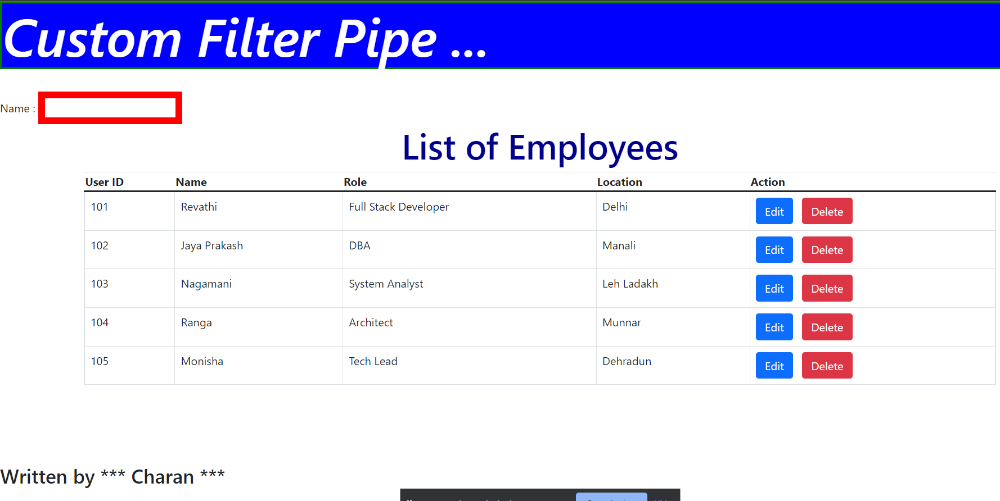 Custom Filter Pipe ...
Name :
List of Employees
User ID Name Role Location Action
101 Revathi Full Stack Developer Delhi Edit Delete
102 Jaya Prakash DBA Manali Edit Delete
103 Nagamani System Analyst Leh Ladakh Edit Delete
104 Ranga Architect Munnar Edit Delete
105 Monisha Tech Lead Dehradun Edit Delete
Written by *** Charan ***